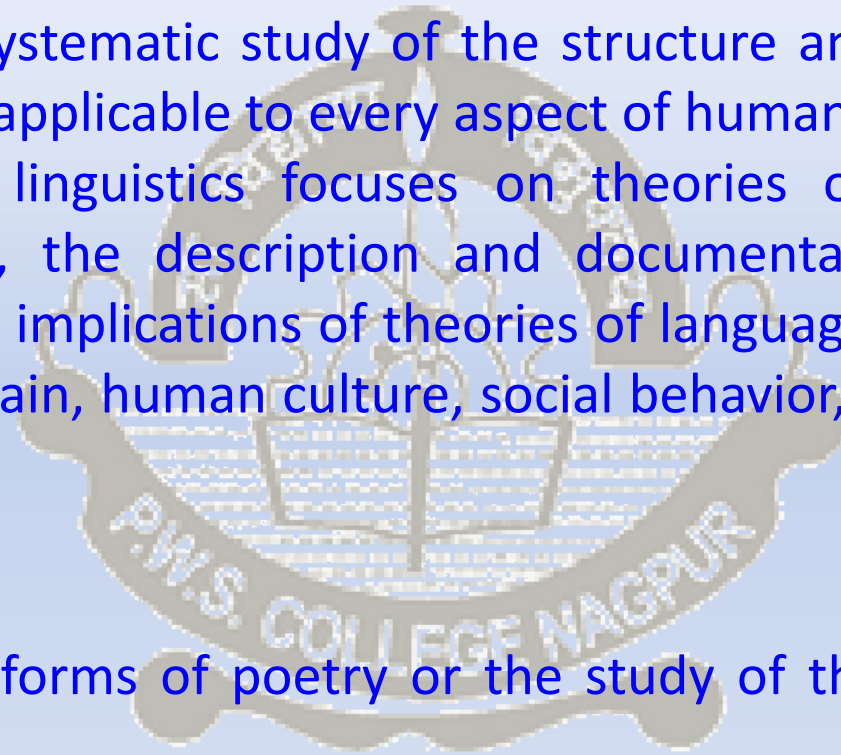 ystematic study of the structure an
applicable to every aspect of human
linguistics focuses on theories o
, the description and documenta
implications of theories of languag
ain, human culture, social behavior,
P.W.S. COLLEGE NAGPUR
forms of poetry or the study of th